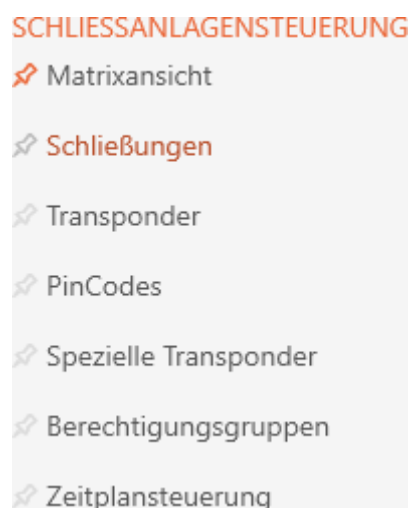 SCHLIESSANLAGENSTEUERUNG
Matrixansicht
Schließungen
Transponder
PinCodes
Spezielle Transponder
Berechtigungsgruppen
Zeitplansteuerung